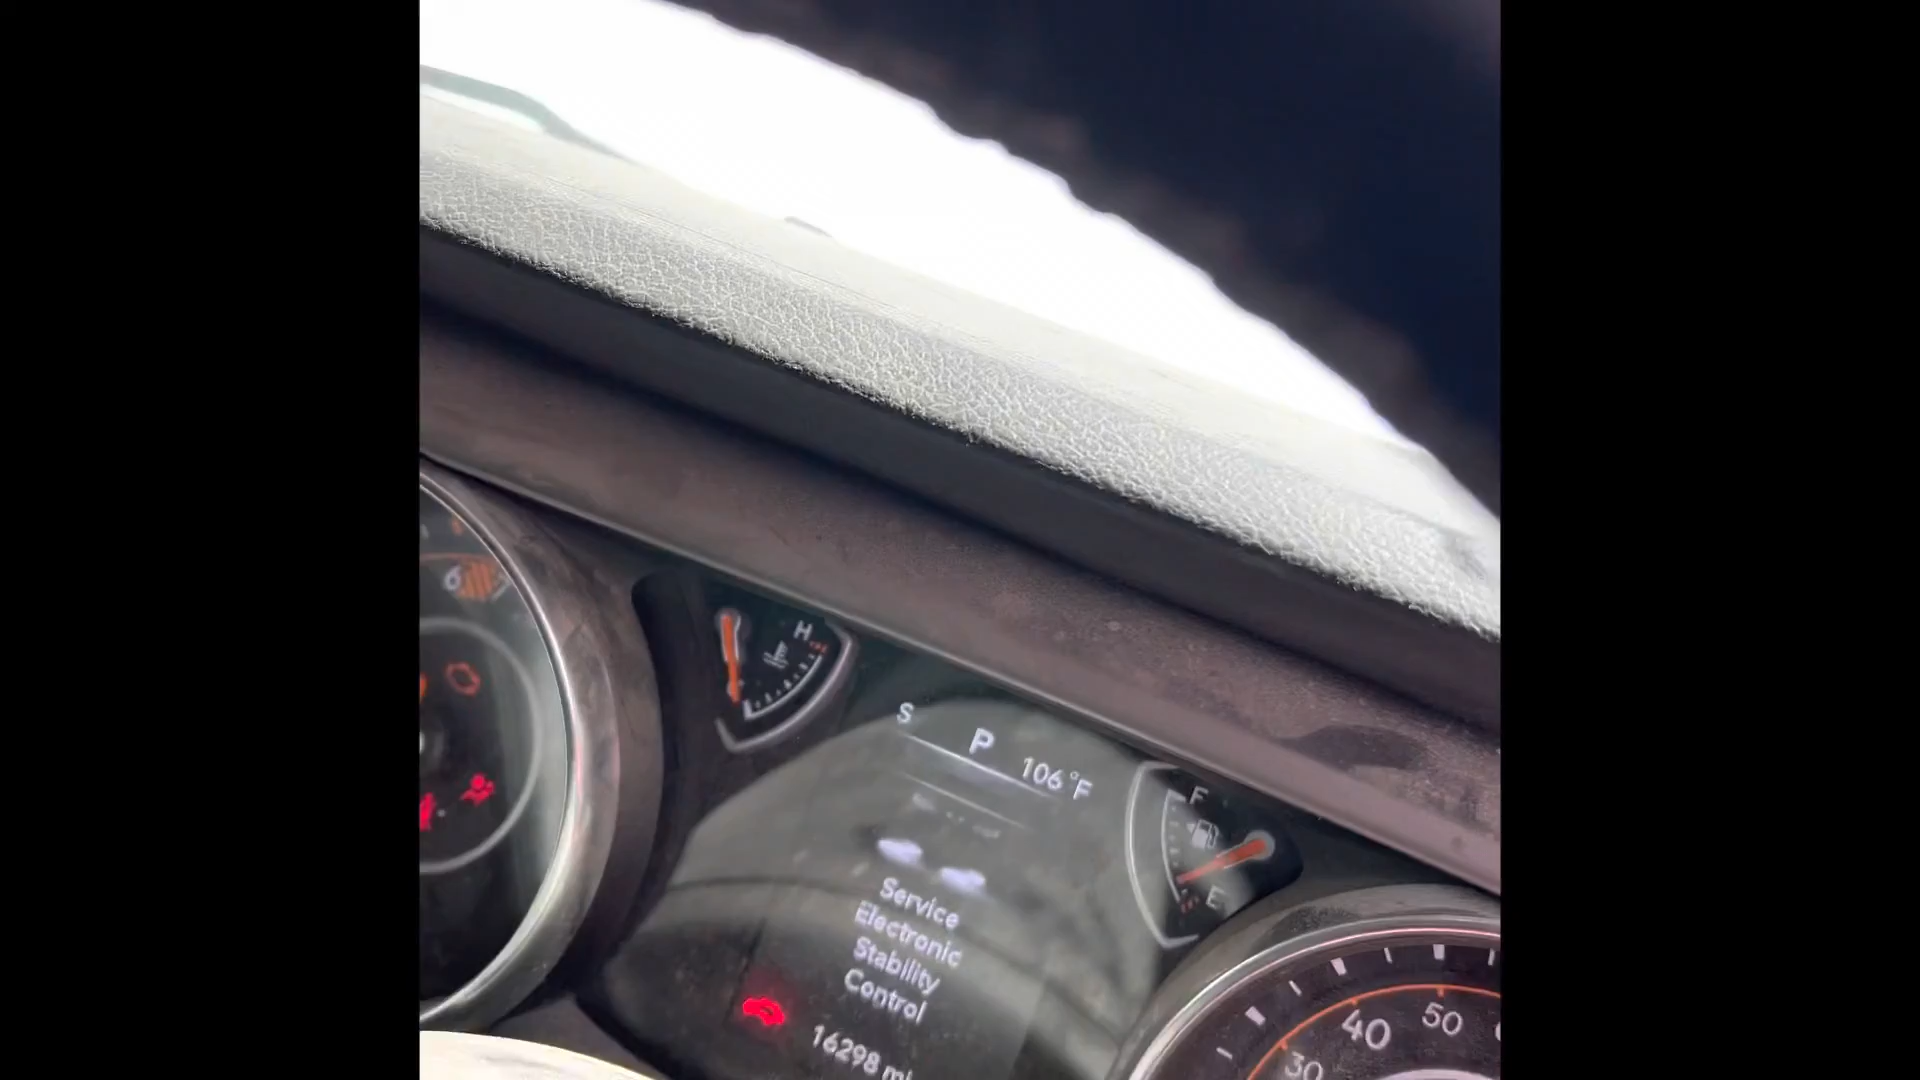 6
H
S
P
106 °F
F
E
Service
Electronic
Stability
Control
16298 mi
30
40
50